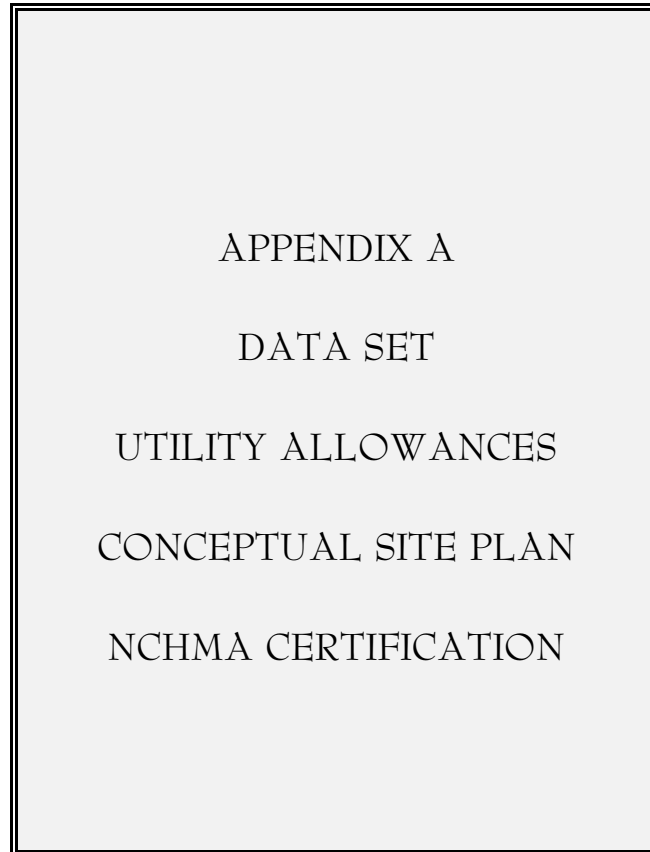 APPENDIX A
DATA SET
UTILITY ALLOWANCES
CONCEPTUAL SITE PLAN
NCHMA CERTIFICATION